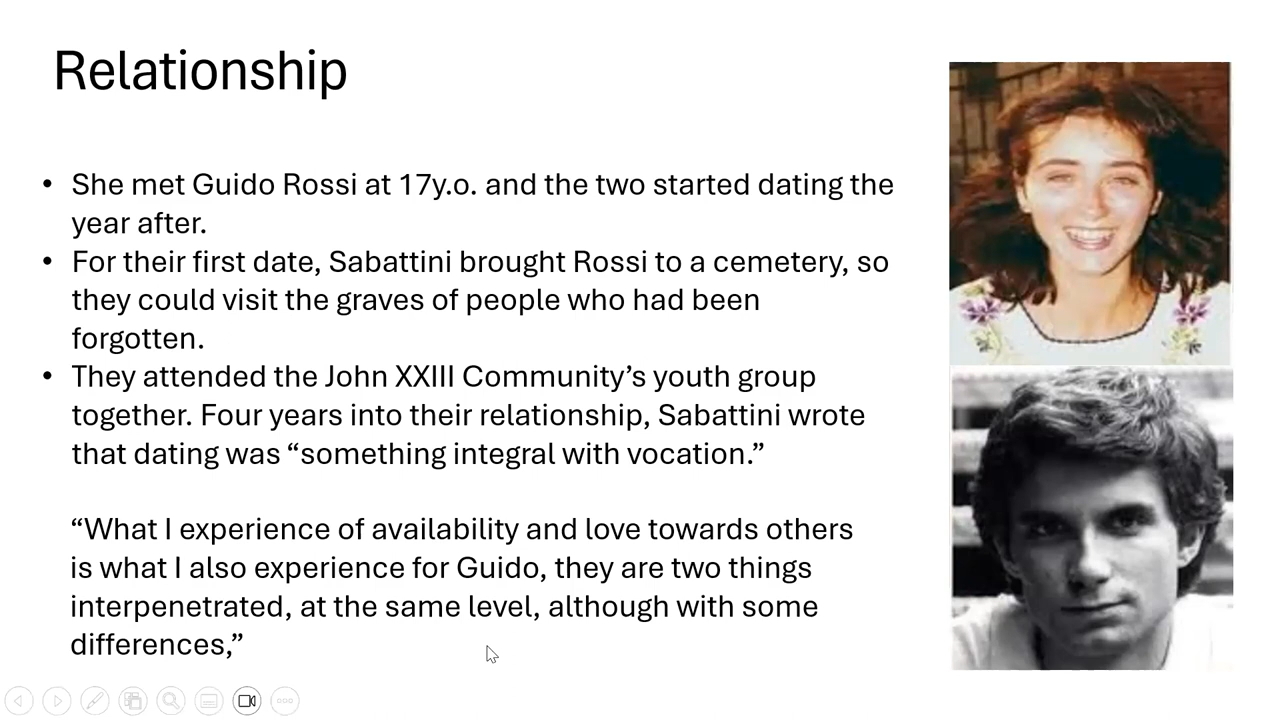 Relationship
• She met Guido Rossi at 17y.o. and the two started dating the
year after.
• For their first date, Sabattini brought Rossi to a cemetery, so
they could visit the graves of people who had been
forgotten.
• They attended the John XXIII Community’s youth group
together. Four years into their relationship, Sabattini wrote
that dating was “something integral with vocation.”
“What I experience of availability and love towards others
is what I also experience for Guido, they are two things
interpenetrated, at the same level, although with some
differences,”